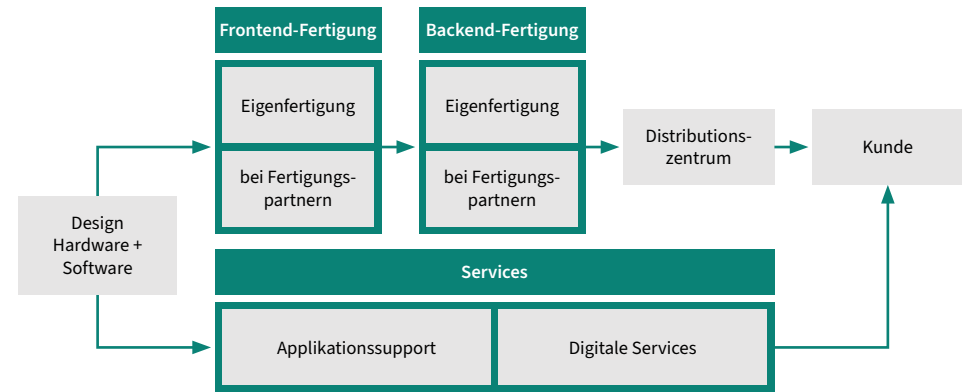 Frontend-Fertigung
Backend-Fertigung
Eigenfertigung
bei Fertigungs-
partnern
Eigenfertigung
bei Fertigungs-
partnern
Distributions-
zentrum
Kunde
Design
Hardware +
Software
Services
Applikationssupport
Digitale Services